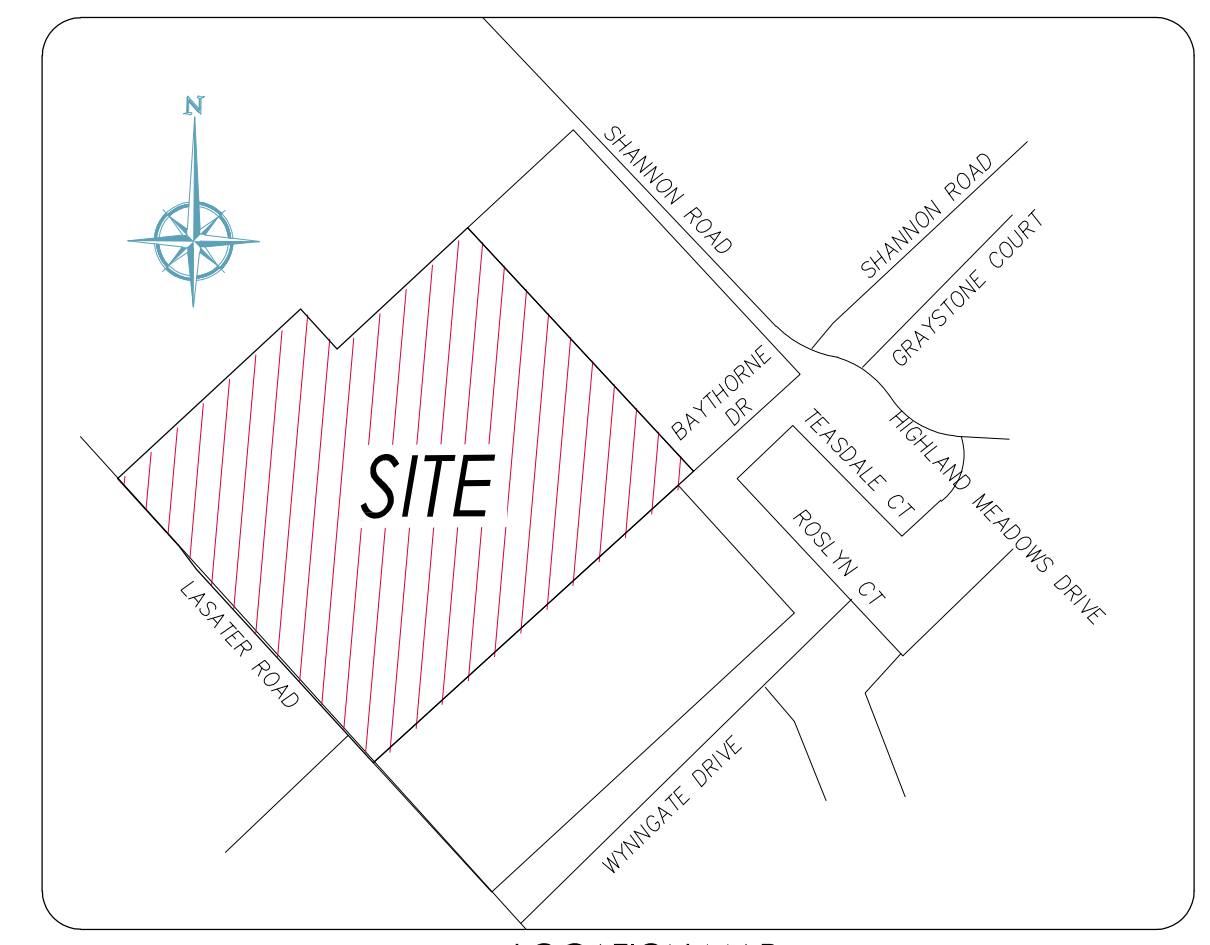 N
SHANNON ROAD
SHANNON ROAD
GRAYSTONE COURT
BAYTHORNE
DR
TEASDALE CT
HIGHLAND MEADOWS DRIVE
SITE
ROSLYN CT
LASATER ROAD
WYNNGATE DRIVE